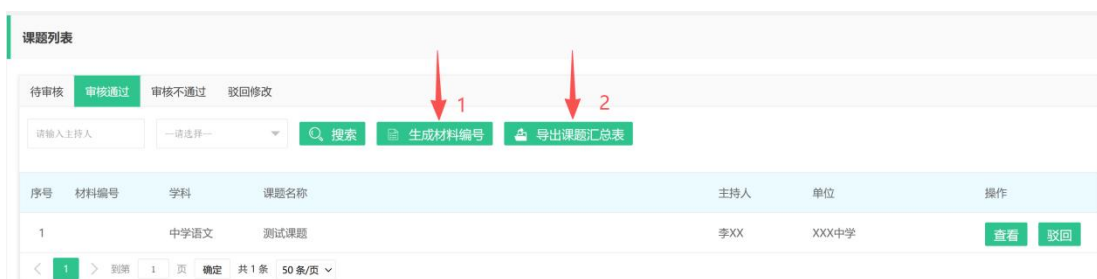 课题列表
待审核 审核通过 审核不通过 驳回修改
1 2
请输入主持人 --请选择-- 搜索 生成材料编号 导出课题汇总表
序号 材料编号 学科 课题名称 主持人 单位 操作
1 中学语文 测试课题 李XX XXX中学 查看 驳回
< 1 > 到第 1 页 确定 共 1 条 50 条/页